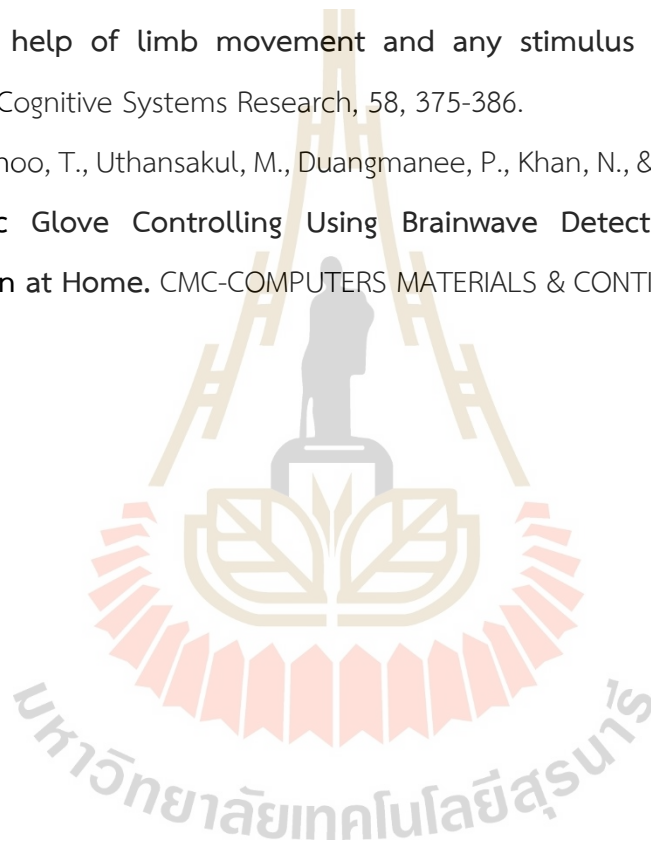 help of limb movement and any stimulus
Cognitive Systems Research, 58, 375-386.
hoo, T., Uthansakul, M., Duangmanee, P., Khan, N., &
c Glove Controlling Using Brainwave Detect
n at Home. CMC-COMPUTERS MATERIALS & CONTI
มหาวิทยาลัยเทคโนโลยีสุรนารี